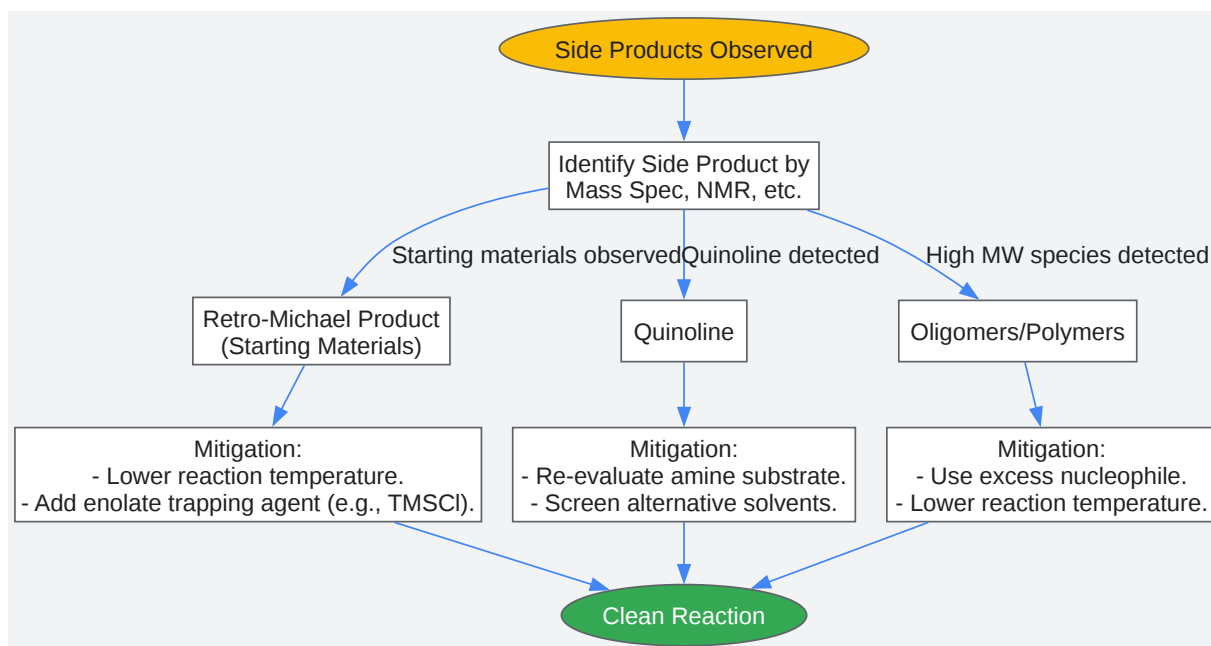 Side Products Observed
Identify Side Product by
Mass Spec, NMR, etc.
Starting materials observed
Quinoline detected
High MW species detected
Retro-Michael Product
(Starting Materials)
Quinoline
Oligomers/Polymers
Mitigation:
- Lower reaction temperature.
- Add enolate trapping agent (e.g., TMSCl).
Mitigation:
- Re-evaluate amine substrate.
- Screen alternative solvents.
Mitigation:
- Use excess nucleophile.
- Lower reaction temperature.
Clean Reaction